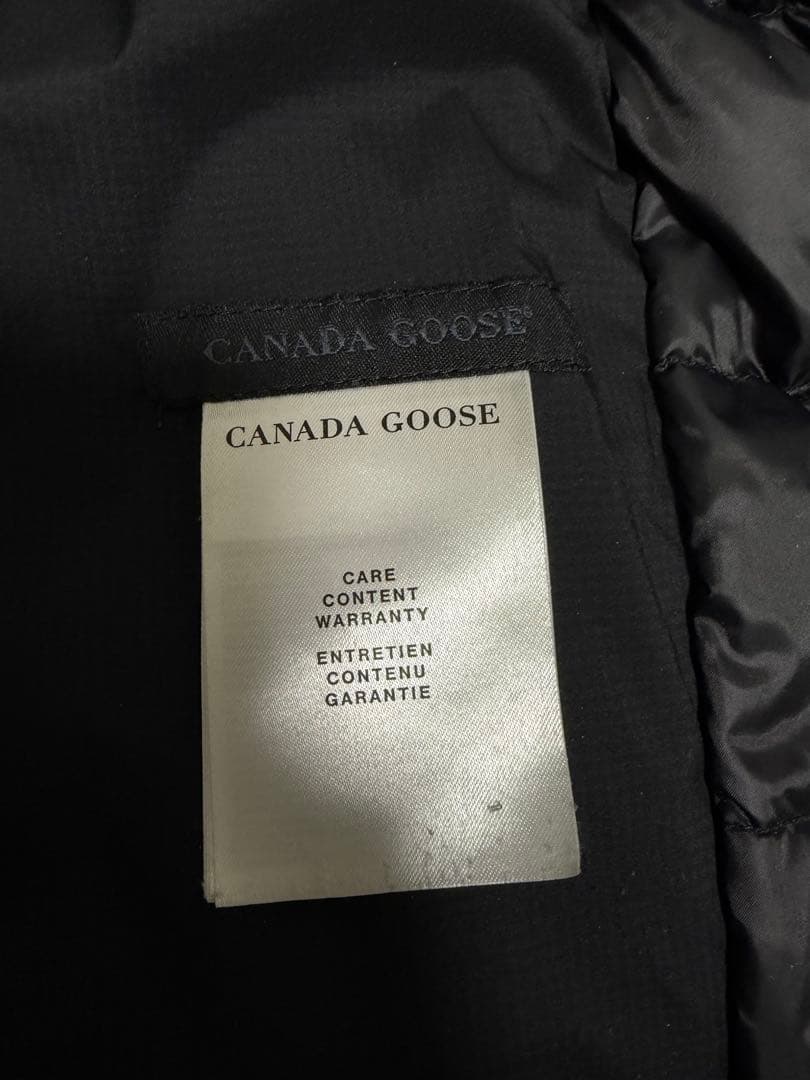 CANADA GOOSE®
CANADA GOOSE
CARE
CONTENT
WARRANTY
ENTRETIEN
CONTENU
GARANTIE